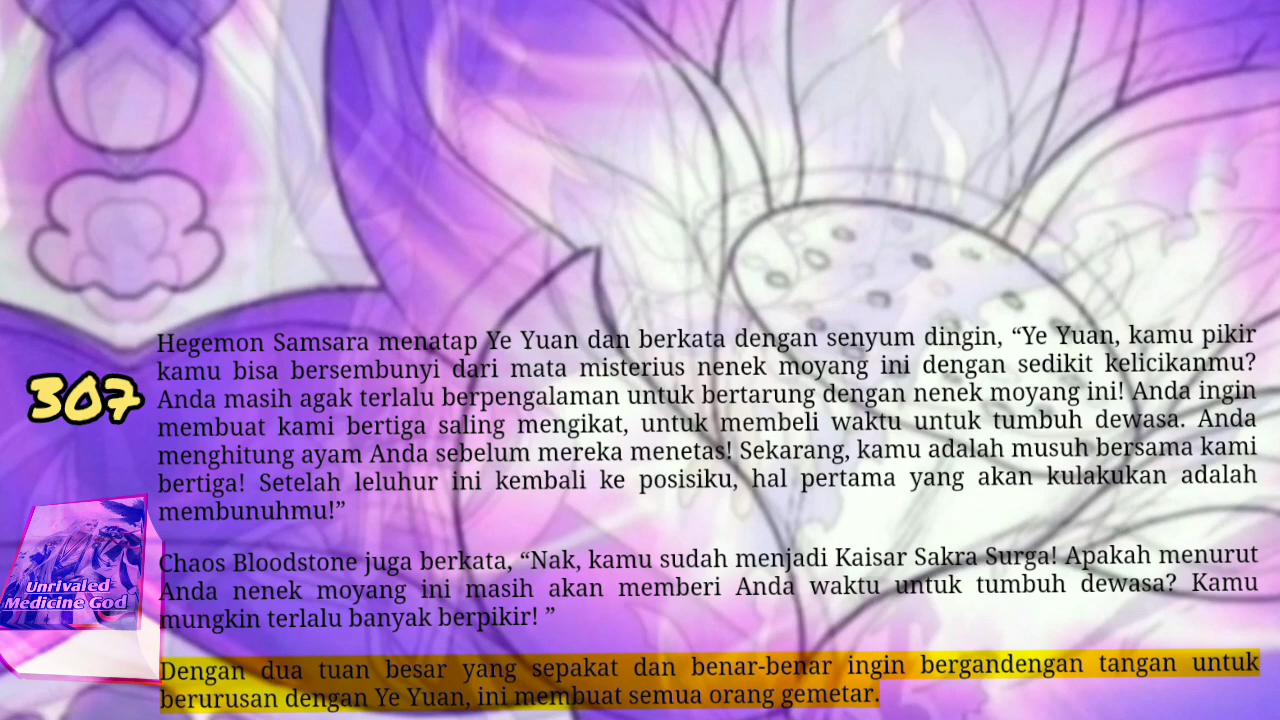 Hegemon Samsara menatap Ye Yuan dan berkata dengan senyum dingin, “Ye Yuan, kamu pikir
kamu bisa bersembunyi dari mata misterius nenek moyang ini dengan sedikit kelicikanmu?
Anda masih agak terlalu berpengalaman untuk bertarung dengan nenek moyang ini! Anda ingin
membuat kami bertiga saling mengikat, untuk membeli waktu untuk tumbuh dewasa. Anda
menghitung ayam Anda sebelum mereka menetas! Sekarang, kamu adalah musuh bersama kami
bertiga! Setelah leluhur ini kembali ke posisiku, hal pertama yang akan kulakukan adalah
membunuhmu!”
307
Chaos Bloodstone juga berkata, “Nak, kamu sudah menjadi Kaisar Sakra Surga! Apakah menurut
Anda nenek moyang ini masih akan memberi Anda waktu untuk tumbuh dewasa? Kamu
mungkin terlalu banyak berpikir! ”
Unrivaled
Medicine God
Dengan dua tuan besar yang sepakat dan benar-benar ingin bergandengan tangan untuk
berurusan dengan Ye Yuan, ini membuat semua orang gemetar.